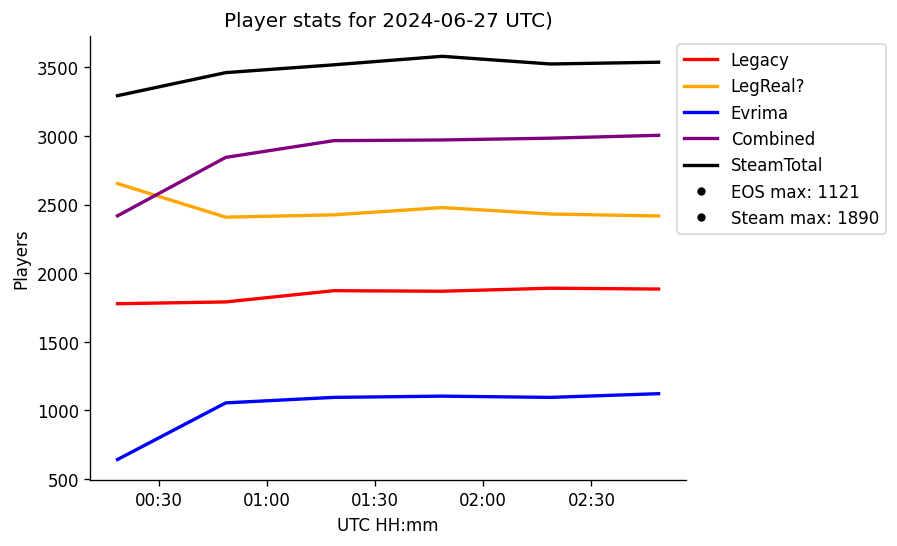 Player stats for 2024-06-27 UTC)
Legacy
LegReal?
Evrima
Combined
SteamTotal
EOS max: 1121
Steam max: 1890
Players
3500
3000
2500
2000
1500
1000
500
00:30 01:00 01:30 02:00 02:30
UTC HH:mm